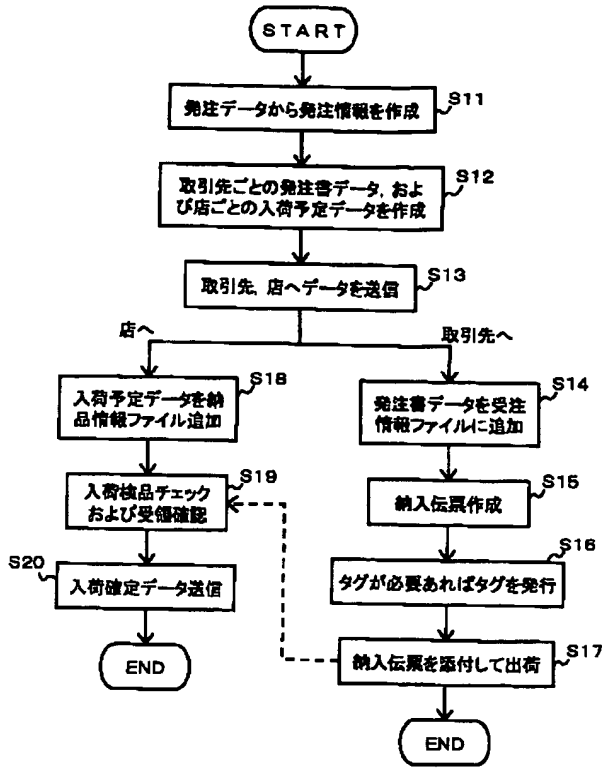 START
発注データから発注情報を作成
S11
取引先ごとの発注書データ, およ
び店ごとの入荷予定データを作成
S12
取引先, 店へデータを送信
S13
店へ
取引先へ
入荷予定データを納
品情報ファイル追加
S18
発注書データを受注
情報ファイルに追加
S14
入荷検品チェック
および受領確認
S19
納入伝票作成
S15
入荷確定データ送信
S20
タグが必要あればタグを発行
S16
納入伝票を添付して出荷
S17
END
END